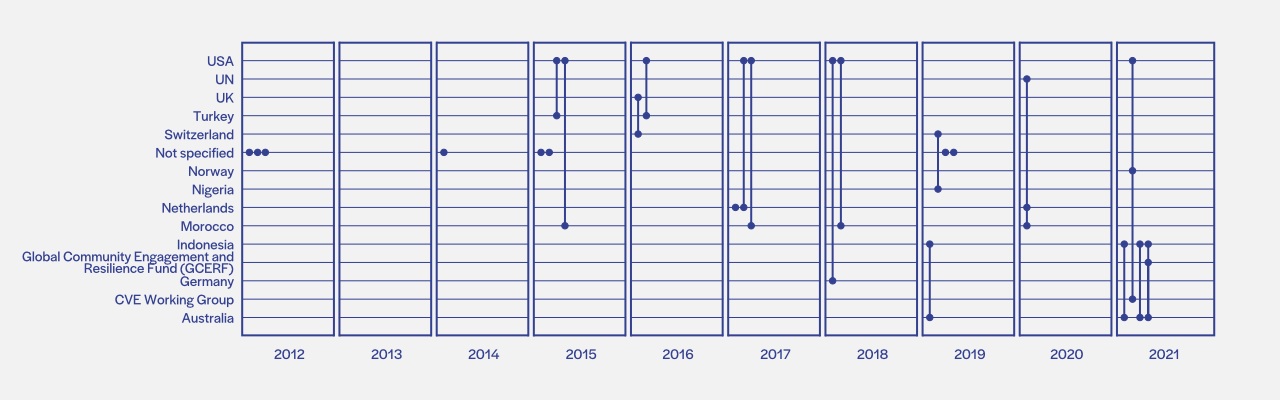 USA
UN
UK
Turkey
Switzerland
Not specified
Norway
Nigeria
Netherlands
Morocco
Indonesia
Global Community Engagement and
Resilience Fund (GCERF)
Germany
CVE Working Group
Australia
2012
2013
2014
2015
2016
2017
2018
2019
2020
2021